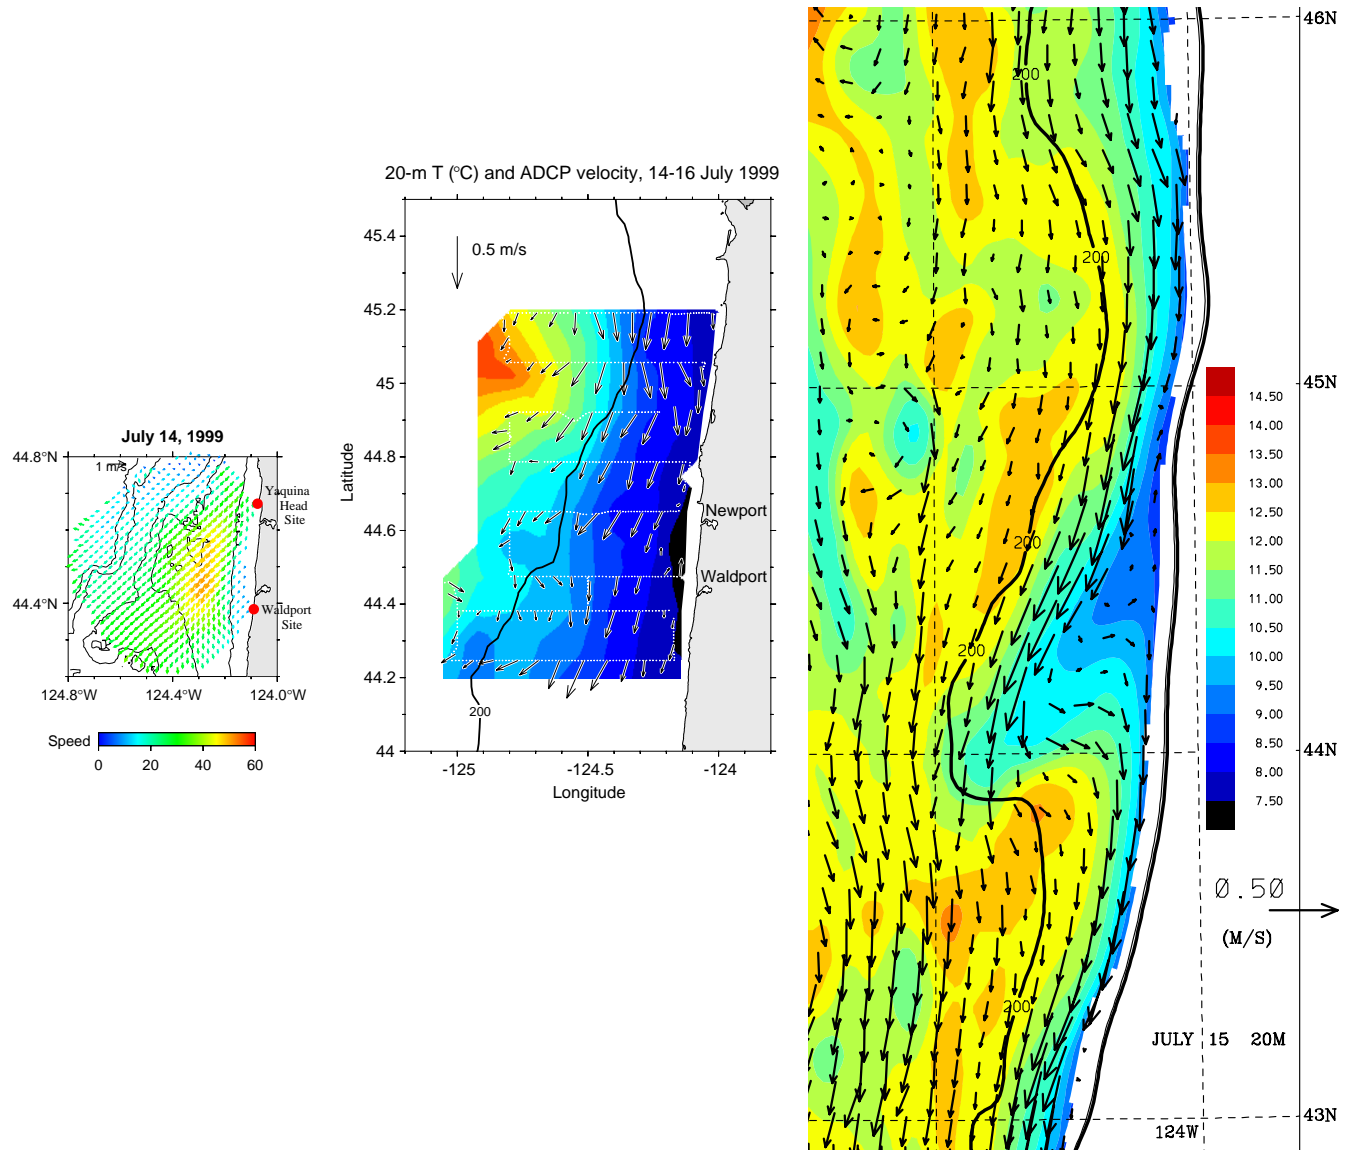 July 14, 1999
44.8°N
44.4°N
1 m/s
Yaquina
Head
Site
Waldport
Site
124.8°W
124.4°W
124.0°W
Speed
0
20
40
60
20-m T (°C) and ADCP velocity, 14-16 July 1999
0.5 m/s
45.4
45.2
45
44.8
44.6
44.4
44.2
44
Latitude
Newport
Waldport
200
-125
-124.5
-124
Longitude
46N
200
200
45N
200
200
44N
200
43N
124W
14.50
14.00
13.50
13.00
12.50
12.00
11.50
11.00
10.50
10.00
9.50
9.00
8.50
8.00
7.50
0.50
(M/S)
JULY 15 20M